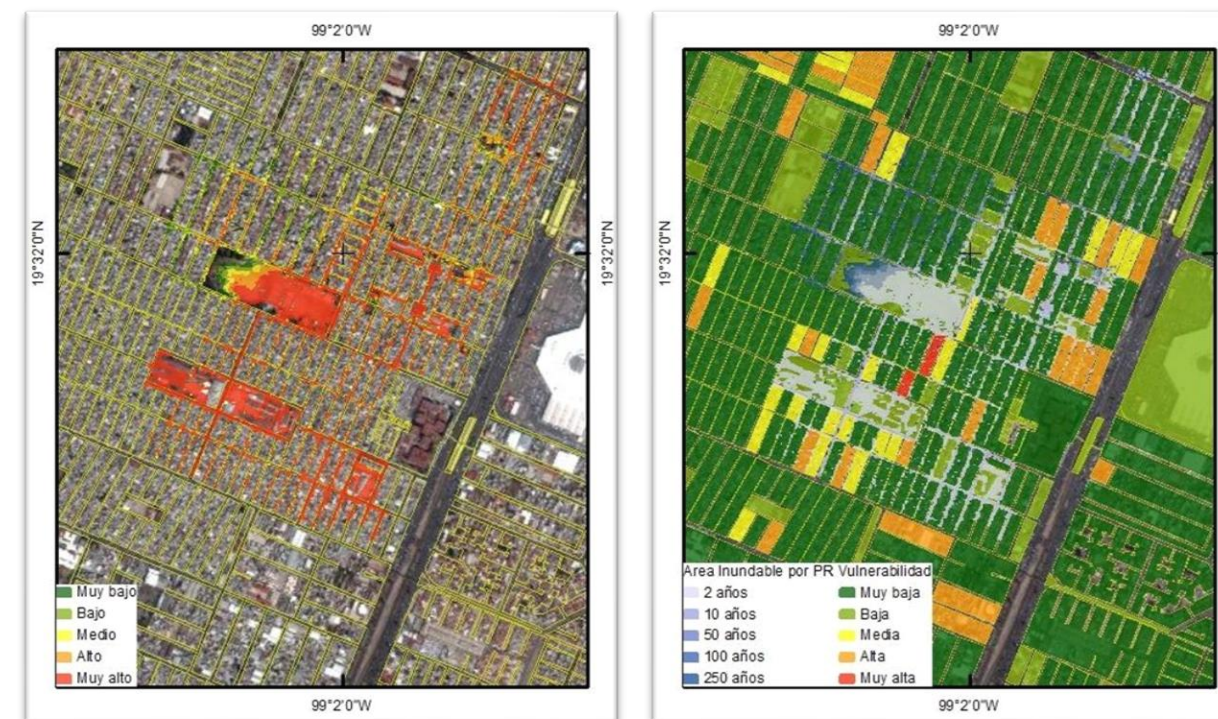 99°2'0"W
99°2'0"W
19°32'0"N
19°32'0"N
19°32'0"N
Muy bajo
Bajo
Medio
Alto
Muy alto
Area Inundable por PR Vulnerabilidad
2 años
Muy baja
10 años
Baja
50 años
Media
100 años
Alta
250 años
Muy alta
99°2'0"W
99°2'0"W